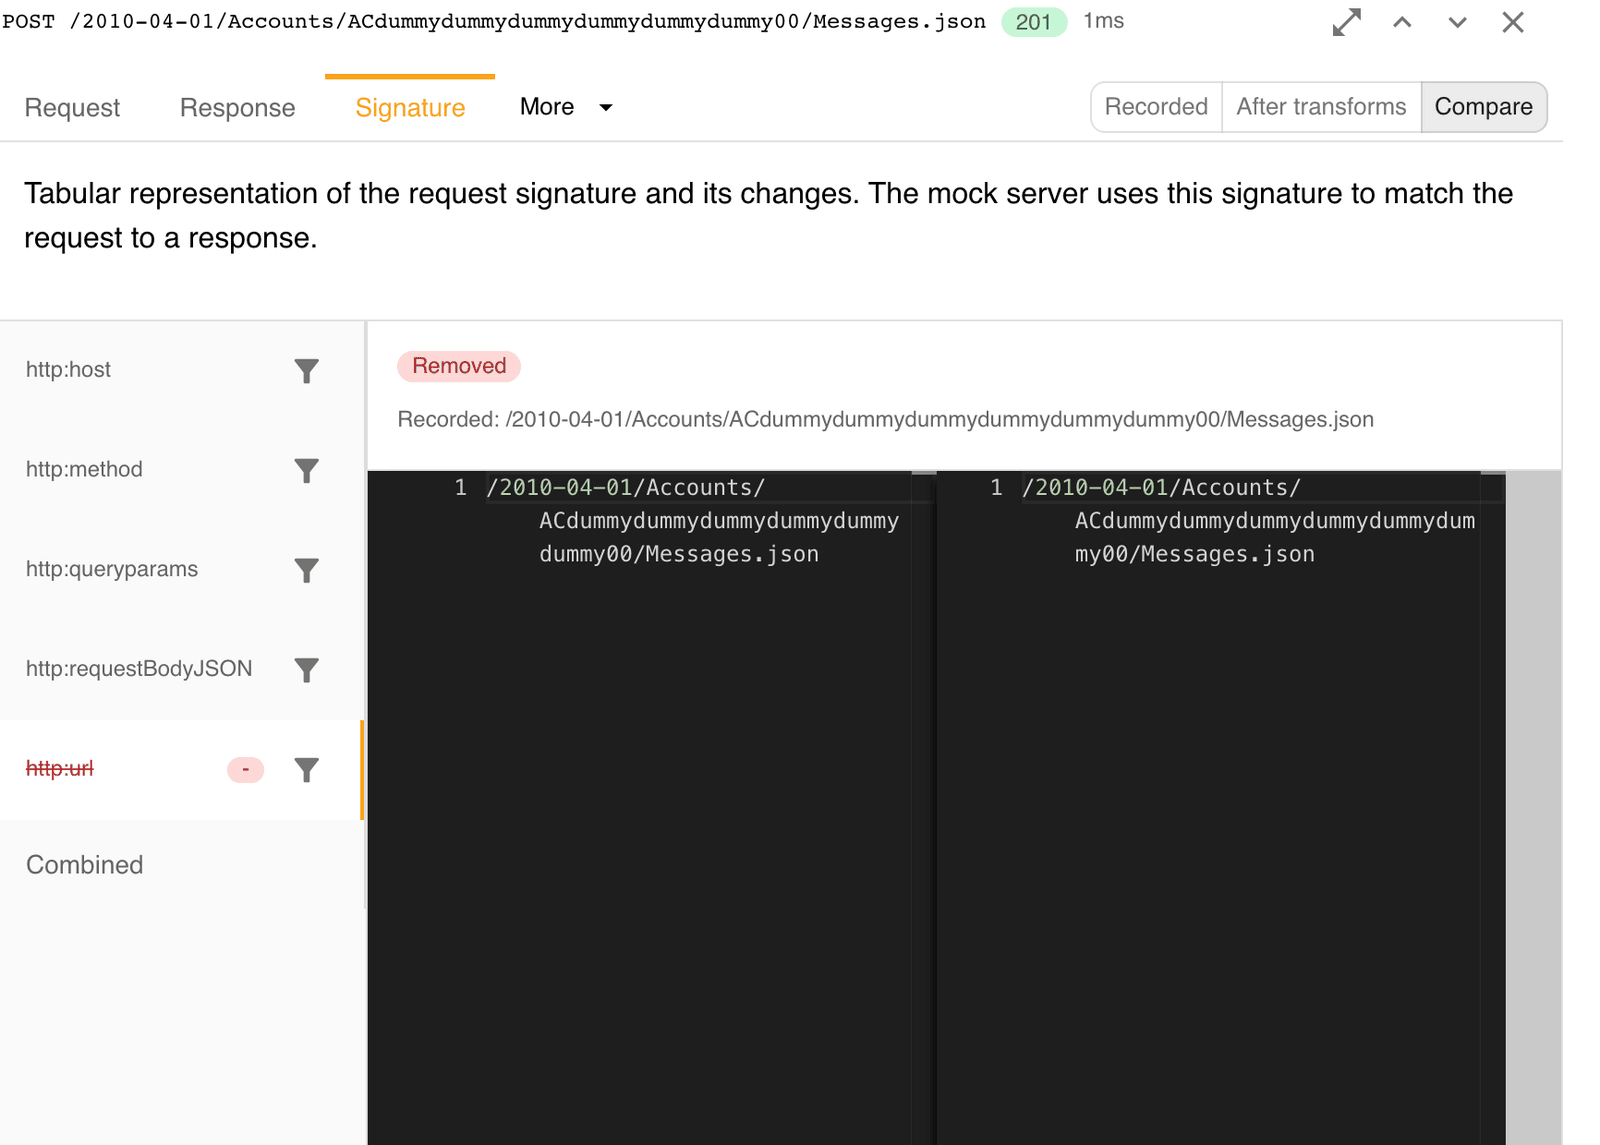 POST /2010-04-01/Accounts/ACdummydummydummydummydummydummy00/Messages.json 201 1ms
Request Response Signature More Recorded After transforms Compare
Tabular representation of the request signature and its changes. The mock server uses this signature to match the
request to a response.
http:host
http:method
http:queryparams
http:requestBodyJSON
http:url -
Combined
Removed
Recorded: /2010-04-01/Accounts/ACdummydummydummydummydummydummy00/Messages.json
1 /2010-04-01/Accounts/
ACdummydummydummydummydummy
dummy00/Messages.json
1 /2010-04-01/Accounts/
ACdummydummydummydummydummydum
my00/Messages.json